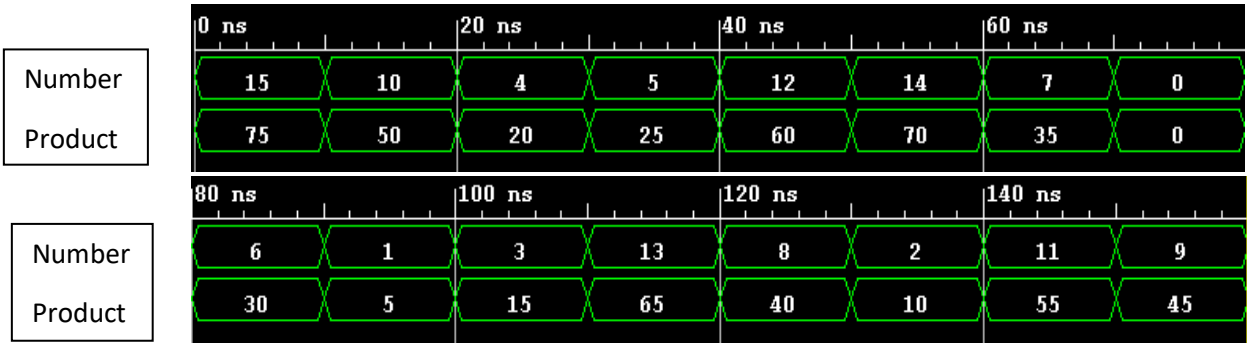 0 ns 20 ns 40 ns 60 ns
Number 15 10 4 5 12 14 7 0
Product 75 50 20 25 60 70 35 0
80 ns 100 ns 120 ns 140 ns
Number 6 1 3 13 8 2 11 9
Product 30 5 15 65 40 10 55 45